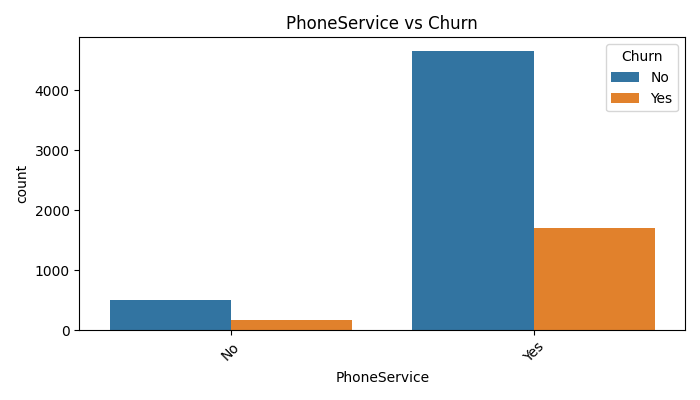 PhoneService vs Churn
Churn
No
Yes
count
4000
3000
2000
1000
0
No
Yes
PhoneService